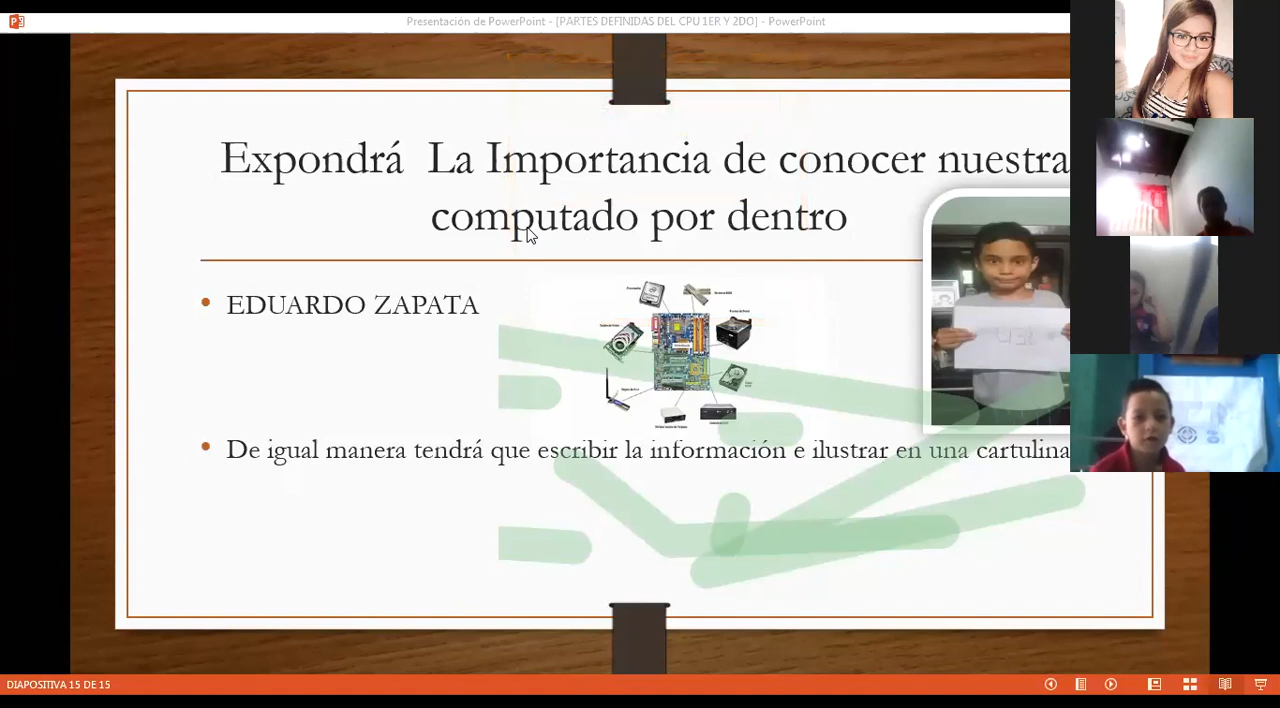 Presentación de PowerPoint - [PARTES DEFINIDAS DEL CPU 1ER Y 2DO] - PowerPoint
Expondrá La Importancia de conocer nuestra
computado por dentro
• EDUARDO ZAPATA
• De igual manera tendrá que escribir la información e ilustrar en una cartulina
DIAPOSITIVA 15 DE 15